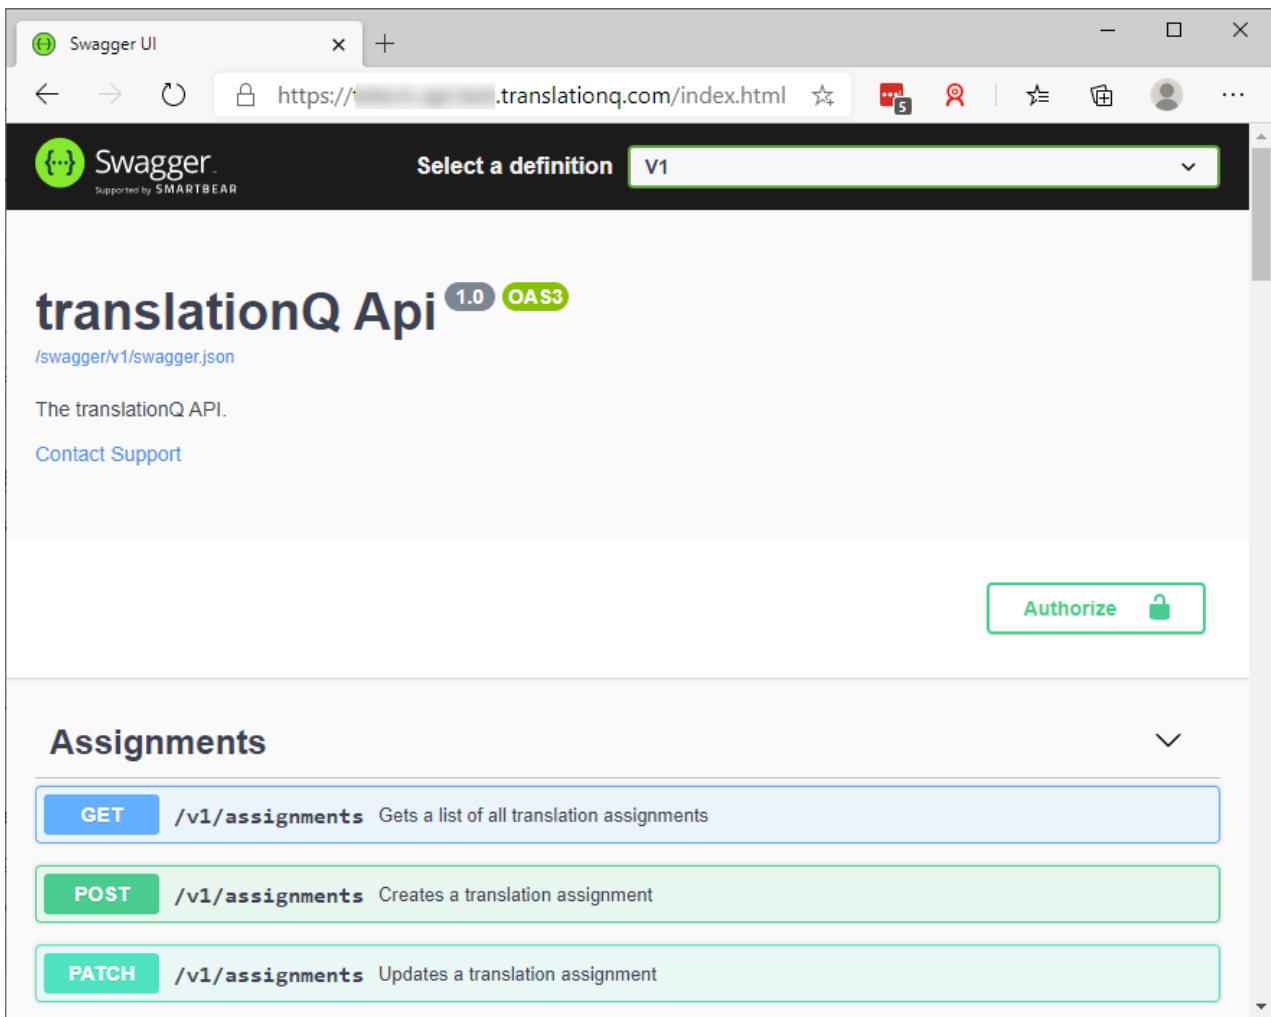 Swagger UI
https:// .translationq.com/index.html
5
Swagger.
Supported by SMARTBEAR
Select a definition
V1
translationQ Api 1.0 OAS3
/swagger/v1/swagger.json
The translationQ API.
Contact Support
Authorize
Assignments
GET /v1/assignments Gets a list of all translation assignments
POST /v1/assignments Creates a translation assignment
PATCH /v1/assignments Updates a translation assignment